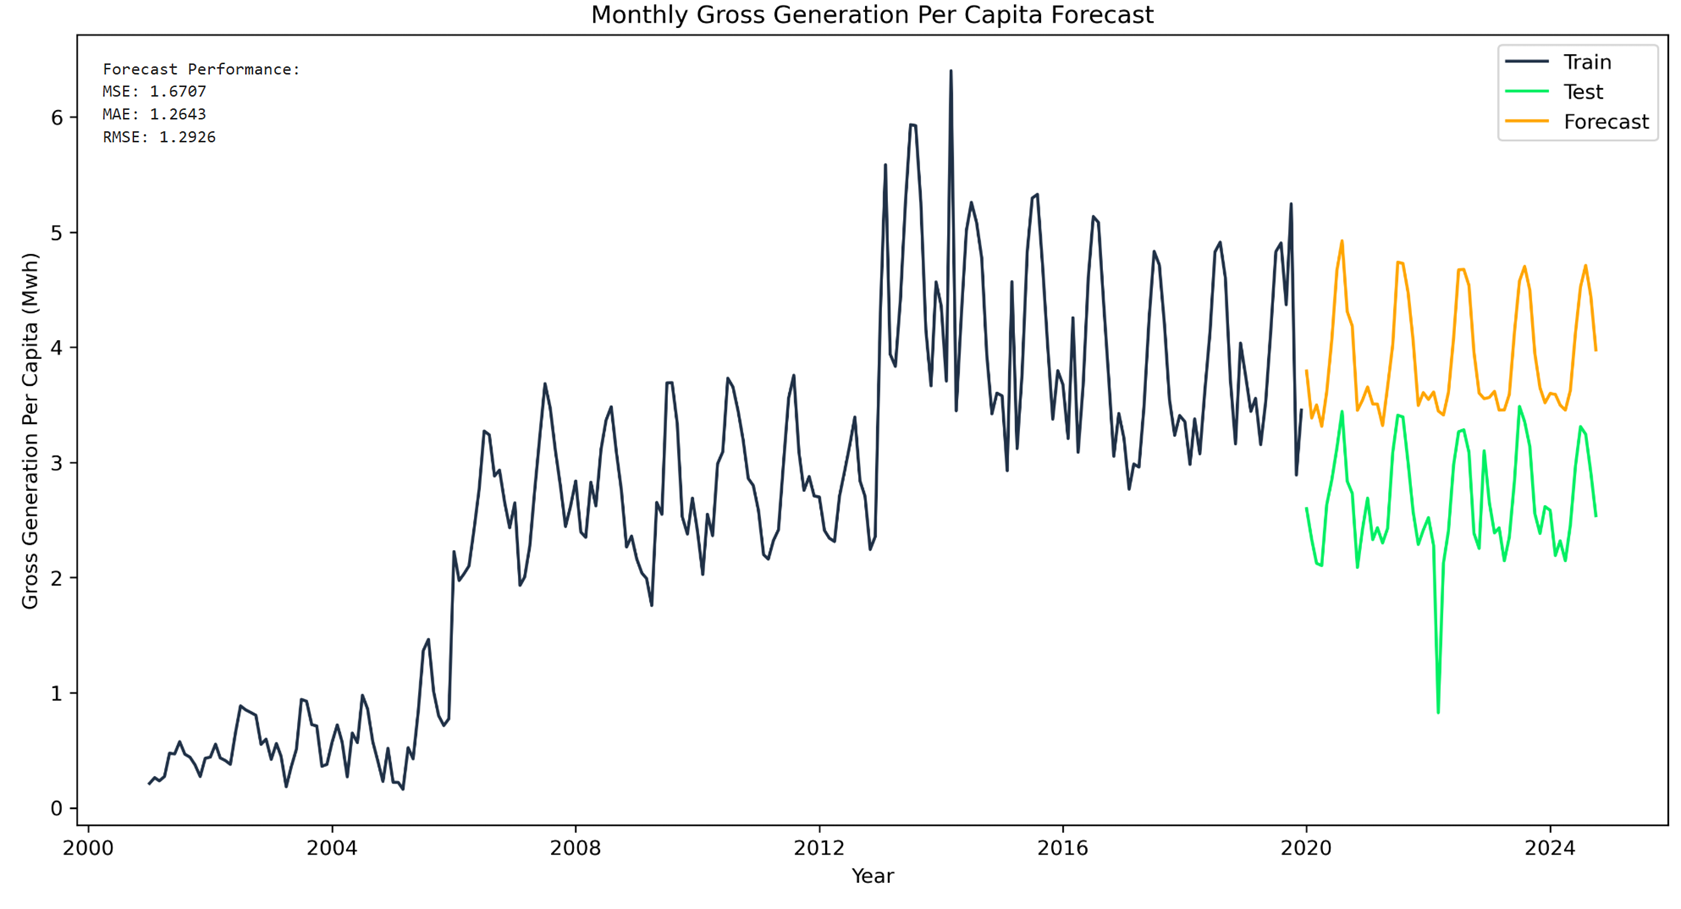 Monthly Gross Generation Per Capita Forecast
Forecast Performance:
MSE: 1.6707
MAE: 1.2643
RMSE: 1.2926
Train
Test
Forecast
Gross Generation Per Capita (Mwh)
6
5
4
3
2
1
0
2000 2004 2008 2012 2016 2020 2024
Year